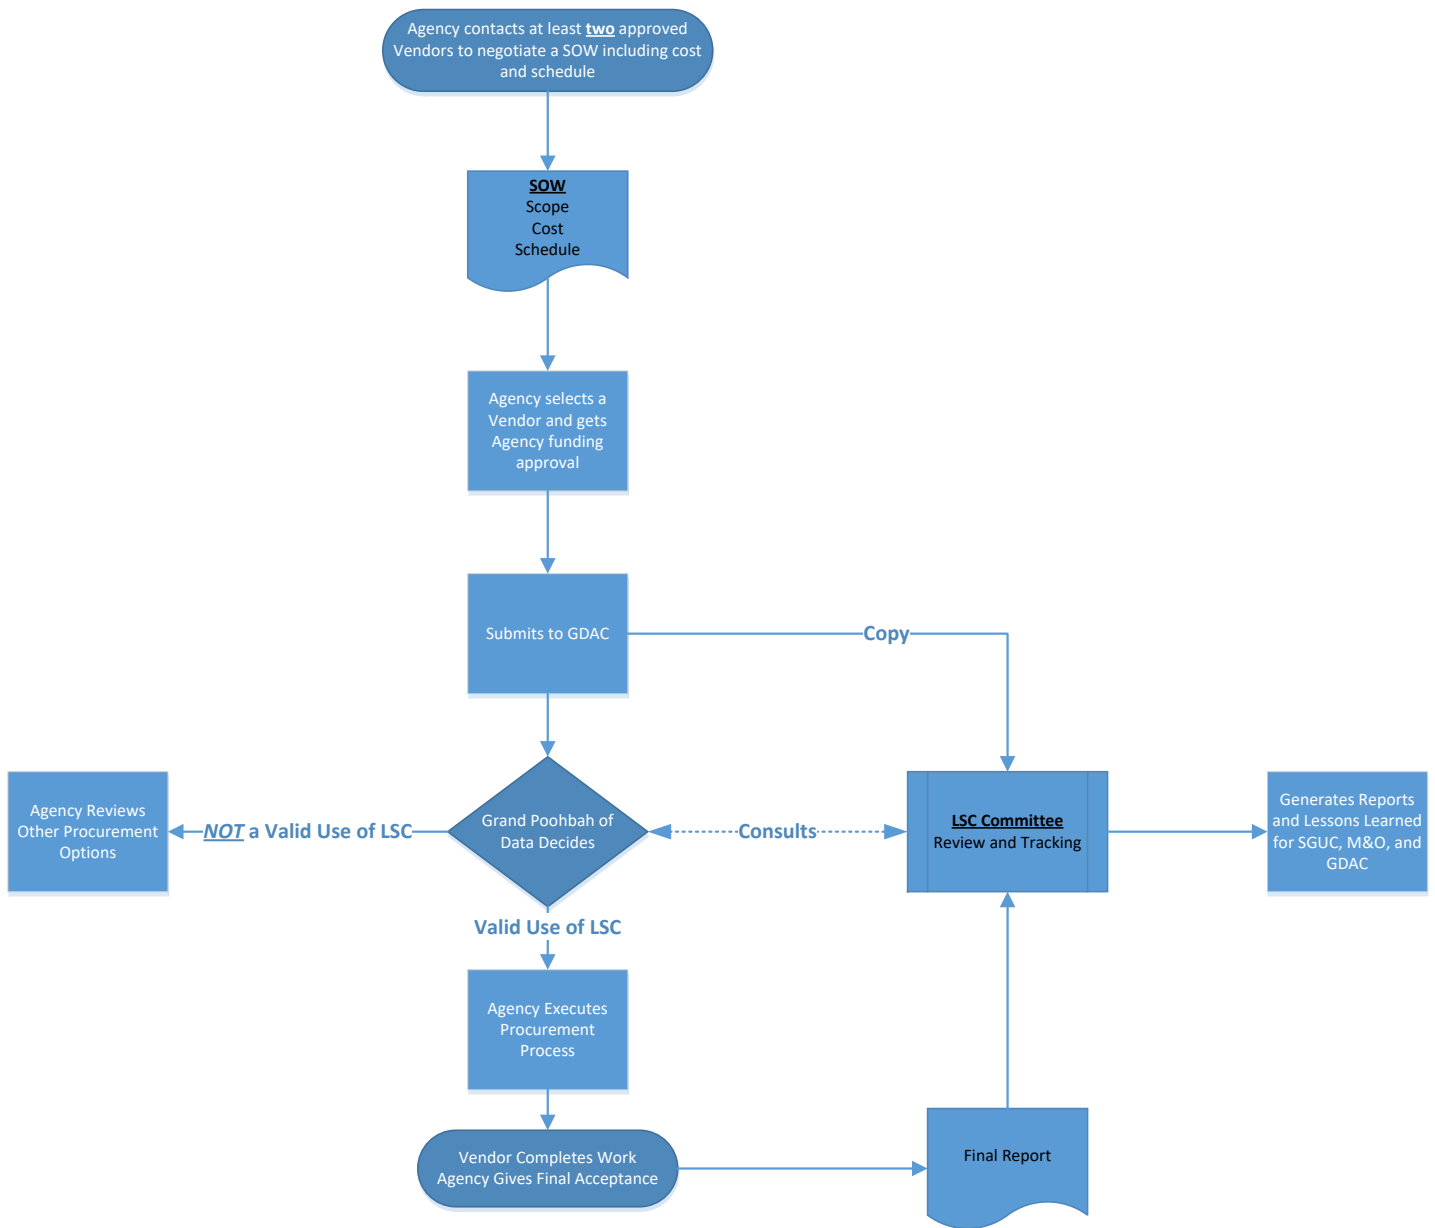 Agency contacts at least two approved
Vendors to negotiate a SOW including cost
and schedule
SOW
Scope
Cost
Schedule
Agency selects a
Vendor and gets
Agency funding
approval
Submits to GDAC
Copy
Agency Reviews
Other Procurement
Options
NOT a Valid Use of LSC
Grand Poohbah of
Data Decides
Consults
LSC Committee
Review and Tracking
Generates Reports
and Lessons Learned
for SGUC, M&O, and
GDAC
Valid Use of LSC
Agency Executes
Procurement
Process
Vendor Completes Work
Agency Gives Final Acceptance
Final Report